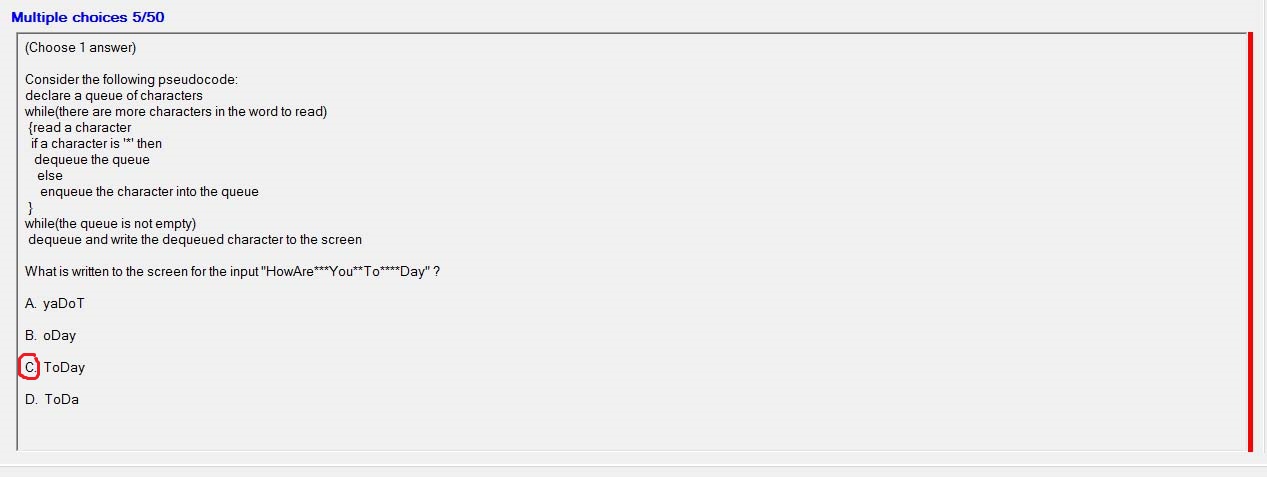 Multiple choices 5/50
(Choose 1 answer)
Consider the following pseudocode:
declare a queue of characters
while(there are more characters in the word to read)
{read a character
if a character is '*' then
dequeue the queue
else
enqueue the character into the queue
}
while(the queue is not empty)
dequeue and write the dequeued character to the screen
What is written to the screen for the input "HowAre***You**To****Day" ?
A. yaDoT
B. oDay
C. ToDay
D. ToDa